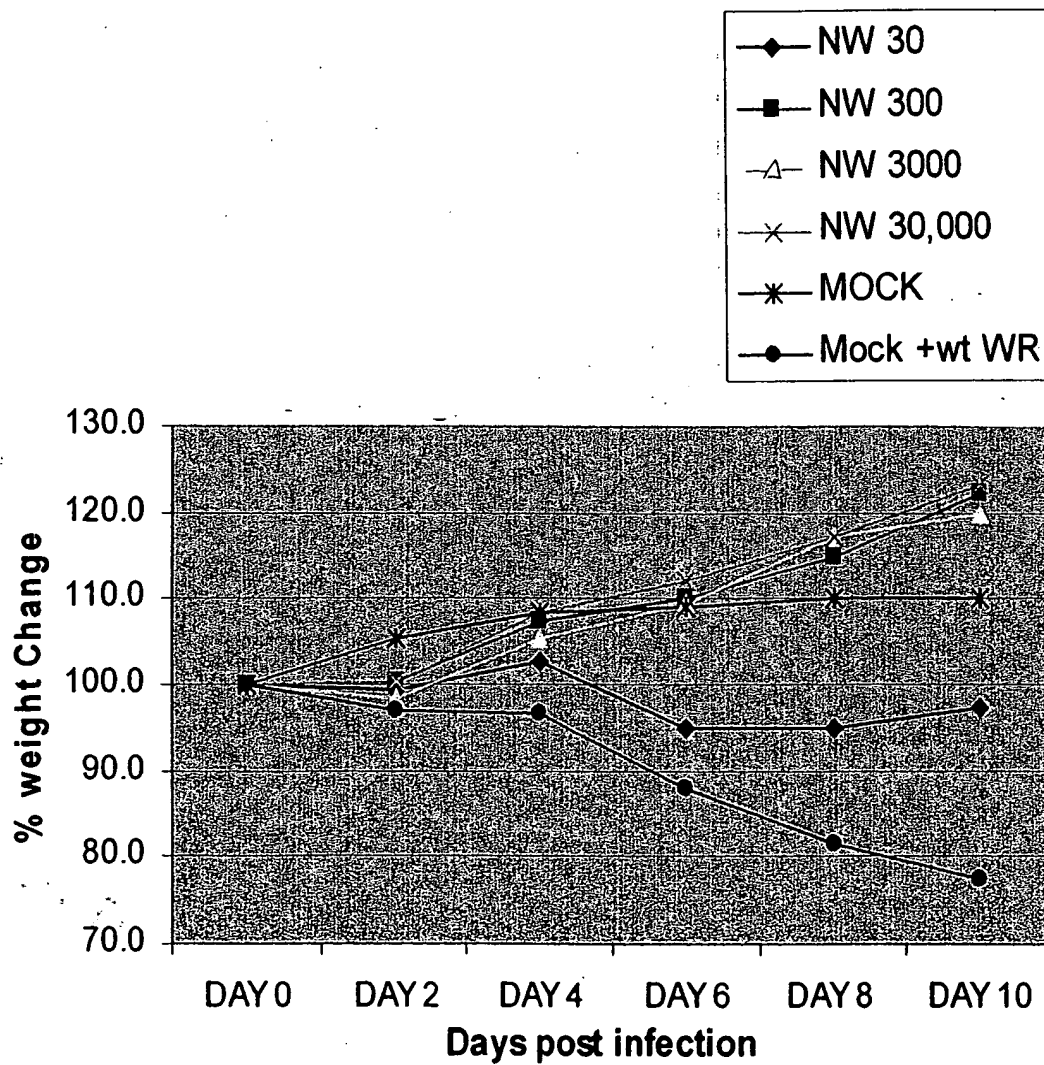 NW 30
NW 300
NW 3000
NW 30,000
MOCK
Mock +wt WR
130.0
120.0
110.0
100.0
90.0
80.0
70.0
% weight Change
DAY 0 DAY 2 DAY 4 DAY 6 DAY 8 DAY 10
Days post infection